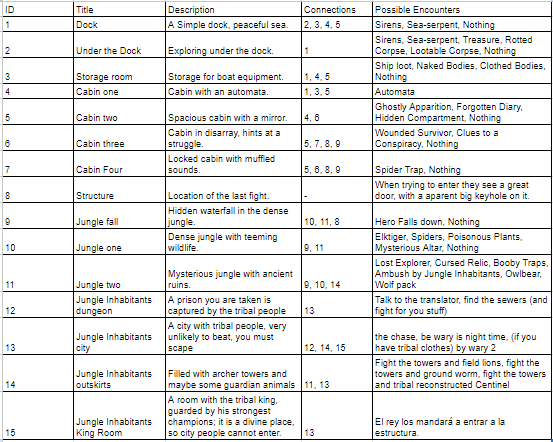 ID Title Description Connections Possible Encounters
1 Dock A Simple dock, peaceful sea. 2, 3, 4, 5 Sirens, Sea-serpent, Nothing
Sirens, Sea-serpent, Treasure, Rotted
2 Under the Dock Exploring under the dock. 1 Corpse, Lootable Corpse, Nothing
Ship loot, Naked Bodies, Clothed Bodies,
3 Storage room Storage for boat equipment. 1, 4, 5 Nothing
4 Cabin one Cabin with an automata. 1, 3, 5 Automata
Ghostly Apparition, Forgotten Diary,
5 Cabin two Spacious cabin with a mirror. 4, 6 Hidden Compartment, Nothing
Cabin in disarray, hints at a Wounded Survivor, Clues to a
6 Cabin three struggle. 5, 7, 8, 9 Conspiracy, Nothing
Locked cabin with muffled
7 Cabin Four sounds. 5, 6, 8, 9 Spider Trap, Nothing
When trying to enter they see a great
8 Structure Location of the last fight. - door, with a aparent big keyhole on it.
Hidden waterfall in the dense
9 Jungle fall jungle. 10, 11, 8 Hero Falls down, Nothing
Dense jungle with teeming Elktiger, Spiders, Poisonous Plants,
10 Jungle one wildlife. 9, 11 Mysterious Altar, Nothing
Lost Explorer, Cursed Relic, Booby Traps,
Mysterious jungle with ancient Ambush by Jungle Inhabitants, Owlbear,
11 Jungle two ruins. 9, 10, 14 Wolf pack
Jungle Inhabitants A prison you are taken is Talk to the translator, find the sewers (and
12 dungeon captured by the tribal people 13 fight for you stuff)
A city with tribal people, very
Jungle Inhabitants unlikely to beat, you must the chase, be wary is night time, (if you
13 city scape 12, 14, 15 have tribal clothes) by wary 2
Fight the towers and field lions, fight the
Jungle Inhabitants Filled with archer towers and towers and ground worm, fight the towers
14 outskirts maybe some guardian animals 11, 13 and tribal reconstructed Centinel
A room with the tribal king,
guarded by his strongest
Jungle Inhabitants champions; it is a divine place, El rey los mandará a entrar a la
15 King Room so city people cannot enter. 13 estructura.